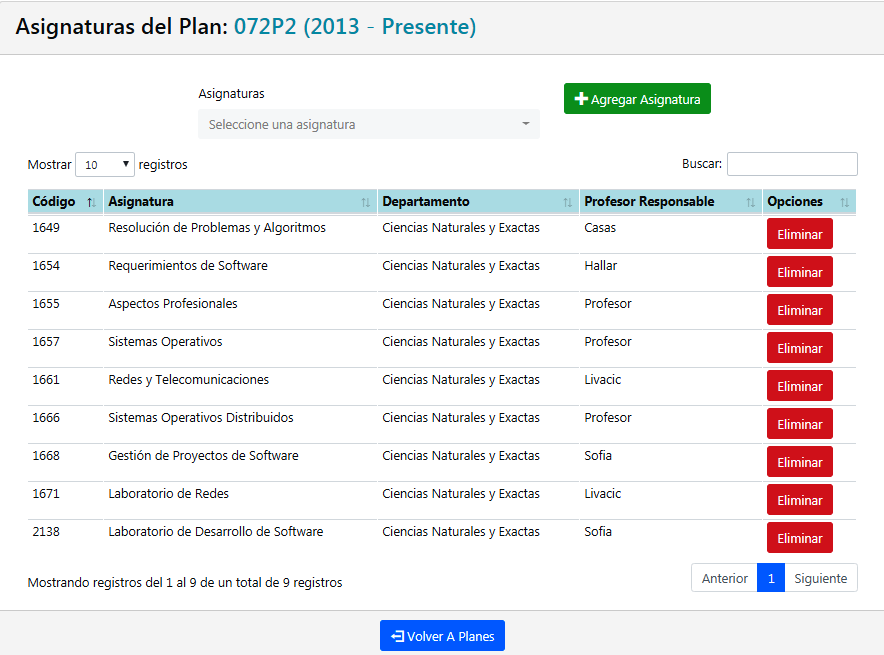 Asignaturas del Plan: 072P2 (2013 - Presente)
Asignaturas
Agregar Asignatura
Seleccione una asignatura
Mostrar 10 registros
Buscar:
Código Asignatura Departamento Profesor Responsable Opciones
1649 Resolución de Problemas y Algoritmos Ciencias Naturales y Exactas Casas Eliminar
1654 Requerimientos de Software Ciencias Naturales y Exactas Hallar Eliminar
1655 Aspectos Profesionales Ciencias Naturales y Exactas Profesor Eliminar
1657 Sistemas Operativos Ciencias Naturales y Exactas Profesor Eliminar
1661 Redes y Telecomunicaciones Ciencias Naturales y Exactas Livacic Eliminar
1666 Sistemas Operativos Distribuidos Ciencias Naturales y Exactas Profesor Eliminar
1668 Gestión de Proyectos de Software Ciencias Naturales y Exactas Sofia Eliminar
1671 Laboratorio de Redes Ciencias Naturales y Exactas Livacic Eliminar
2138 Laboratorio de Desarrollo de Software Ciencias Naturales y Exactas Sofia Eliminar
Mostrando registros del 1 al 9 de un total de 9 registros
Anterior 1 Siguiente
Volver A Planes